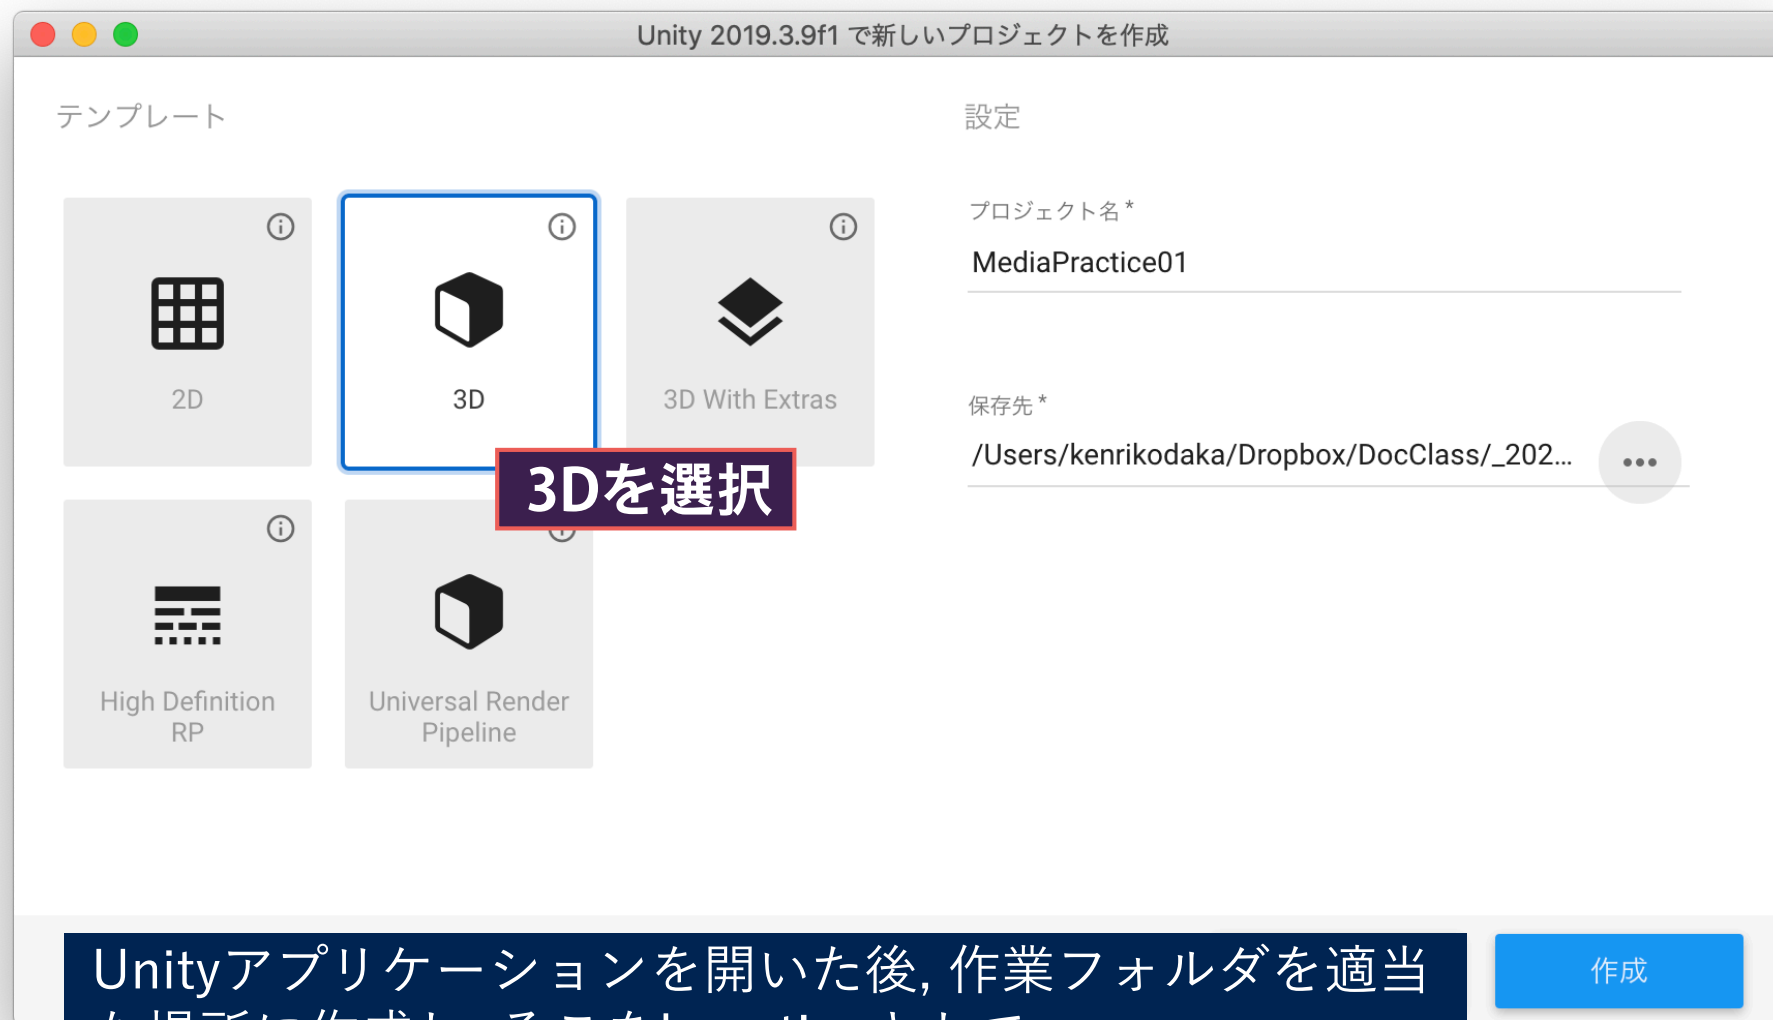 Unity 2019.3.9f1 で新しいプロジェクトを作成
テンプレート
設定
2D
3D
3D With Extras
プロジェクト名 *
MediaPractice01
保存先 *
/Users/kenrikodaka/Dropbox/DocClass/_202...
3Dを選択
High Definition
RP
Universal Render
Pipeline
Unityアプリケーションを開いた後, 作業フォルダを適当
作成